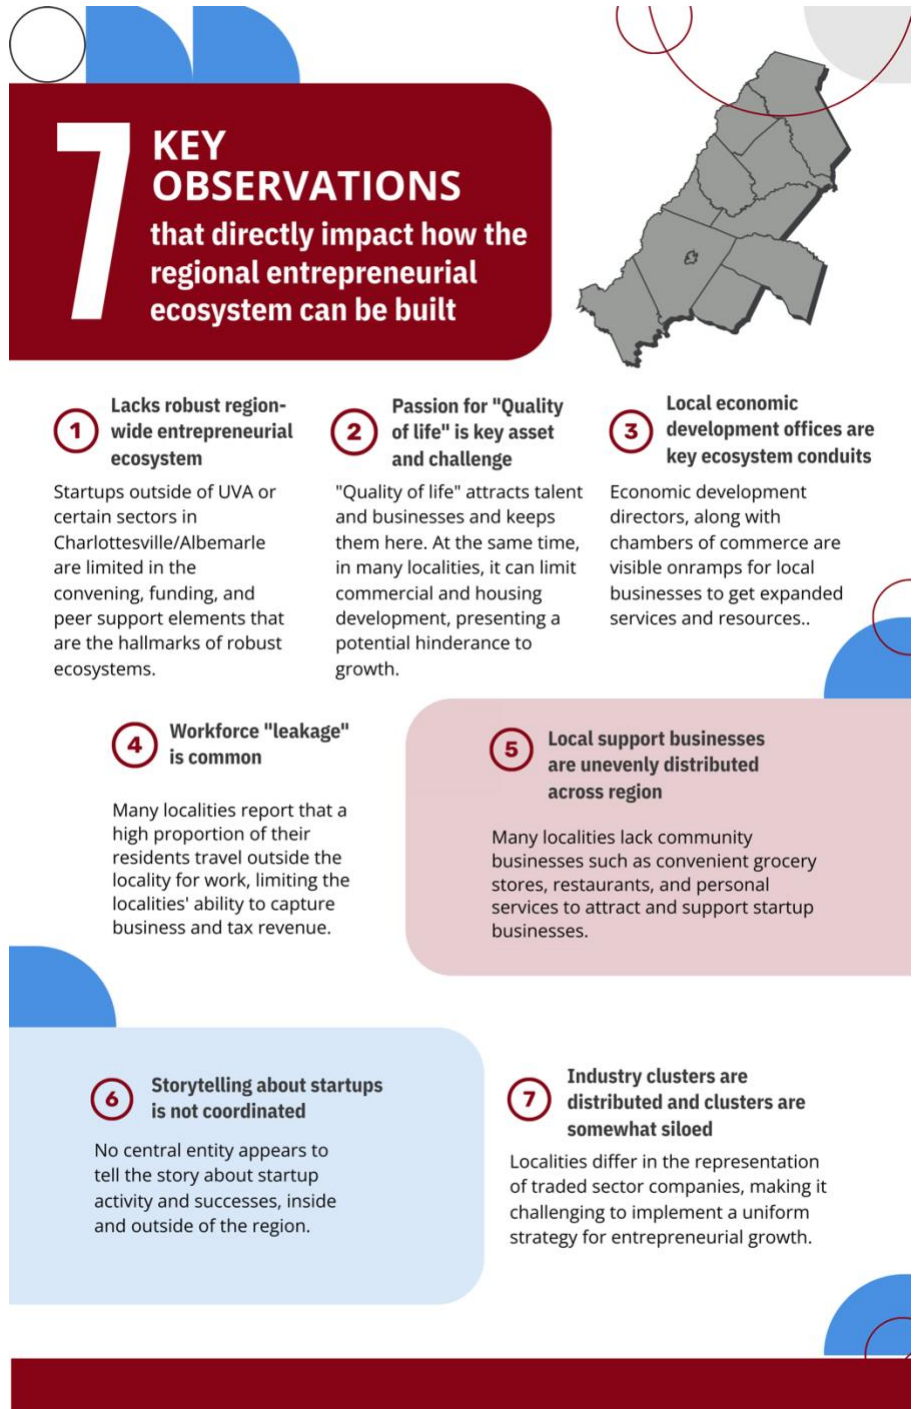 7
KEY
OBSERVATIONS
that directly impact how the
regional entrepreneurial
ecosystem can be built
1
Lacks robust region-
wide entrepreneurial
ecosystem
Startups outside of UVA or
certain sectors in
Charlottesville/Albemarle
are limited in the
convening, funding, and
peer support elements that
are the hallmarks of robust
ecosystems.
2
Passion for "Quality
of life" is key asset
and challenge
"Quality of life" attracts talent
and businesses and keeps
them here. At the same time,
in many localities, it can limit
commercial and housing
development, presenting a
potential hinderance to
growth.
3
Local economic
development offices are
key ecosystem conduits
Economic development
directors, along with
chambers of commerce are
visible onramps for local
businesses to get expanded
services and resources..
4
Workforce "leakage"
is common
Many localities report that a
high proportion of their
residents travel outside the
locality for work, limiting the
localities' ability to capture
business and tax revenue.
5
Local support businesses
are unevenly distributed
across region
Many localities lack community
businesses such as convenient grocery
stores, restaurants, and personal
services to attract and support startup
businesses.
6
Storytelling about startups
is not coordinated
No central entity appears to
tell the story about startup
activity and successes, inside
and outside of the region.
7
Industry clusters are
distributed and clusters are
somewhat siloed
Localities differ in the representation
of traded sector companies, making it
challenging to implement a uniform
strategy for entrepreneurial growth.